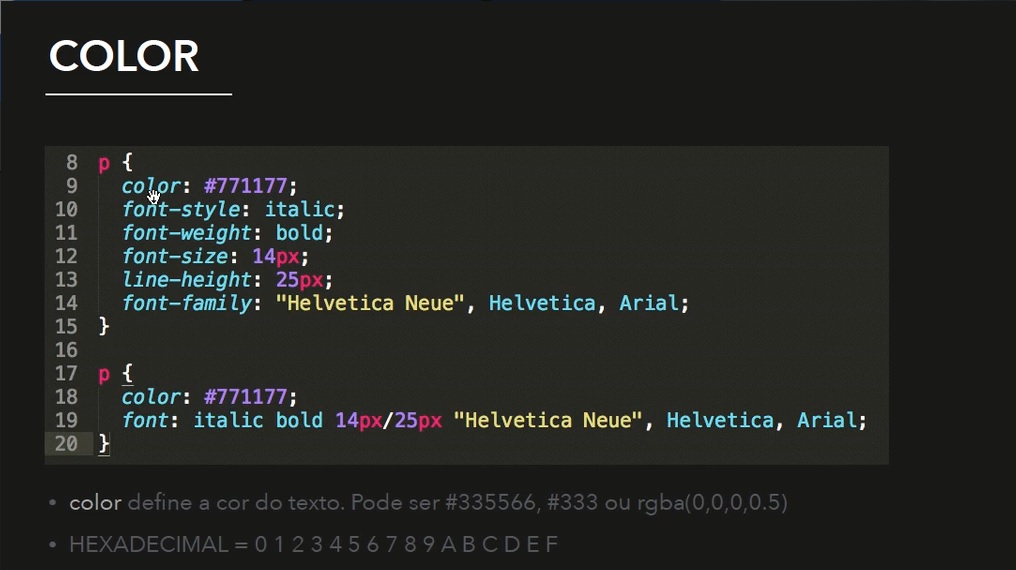 COLOR
8 p {
9 color: #771177;
10 font-style: italic;
11 font-weight: bold;
12 font-size: 14px;
13 line-height: 25px;
14 font-family: "Helvetica Neue", Helvetica, Arial;
15 }
16
17 p {
18 color: #771177;
19 font: italic bold 14px/25px "Helvetica Neue", Helvetica, Arial;
20 }
• color define a cor do texto. Pode ser #335566, #333 ou rgba(0,0,0,0.5)
• HEXADECIMAL = 0 1 2 3 4 5 6 7 8 9 A B C D E F